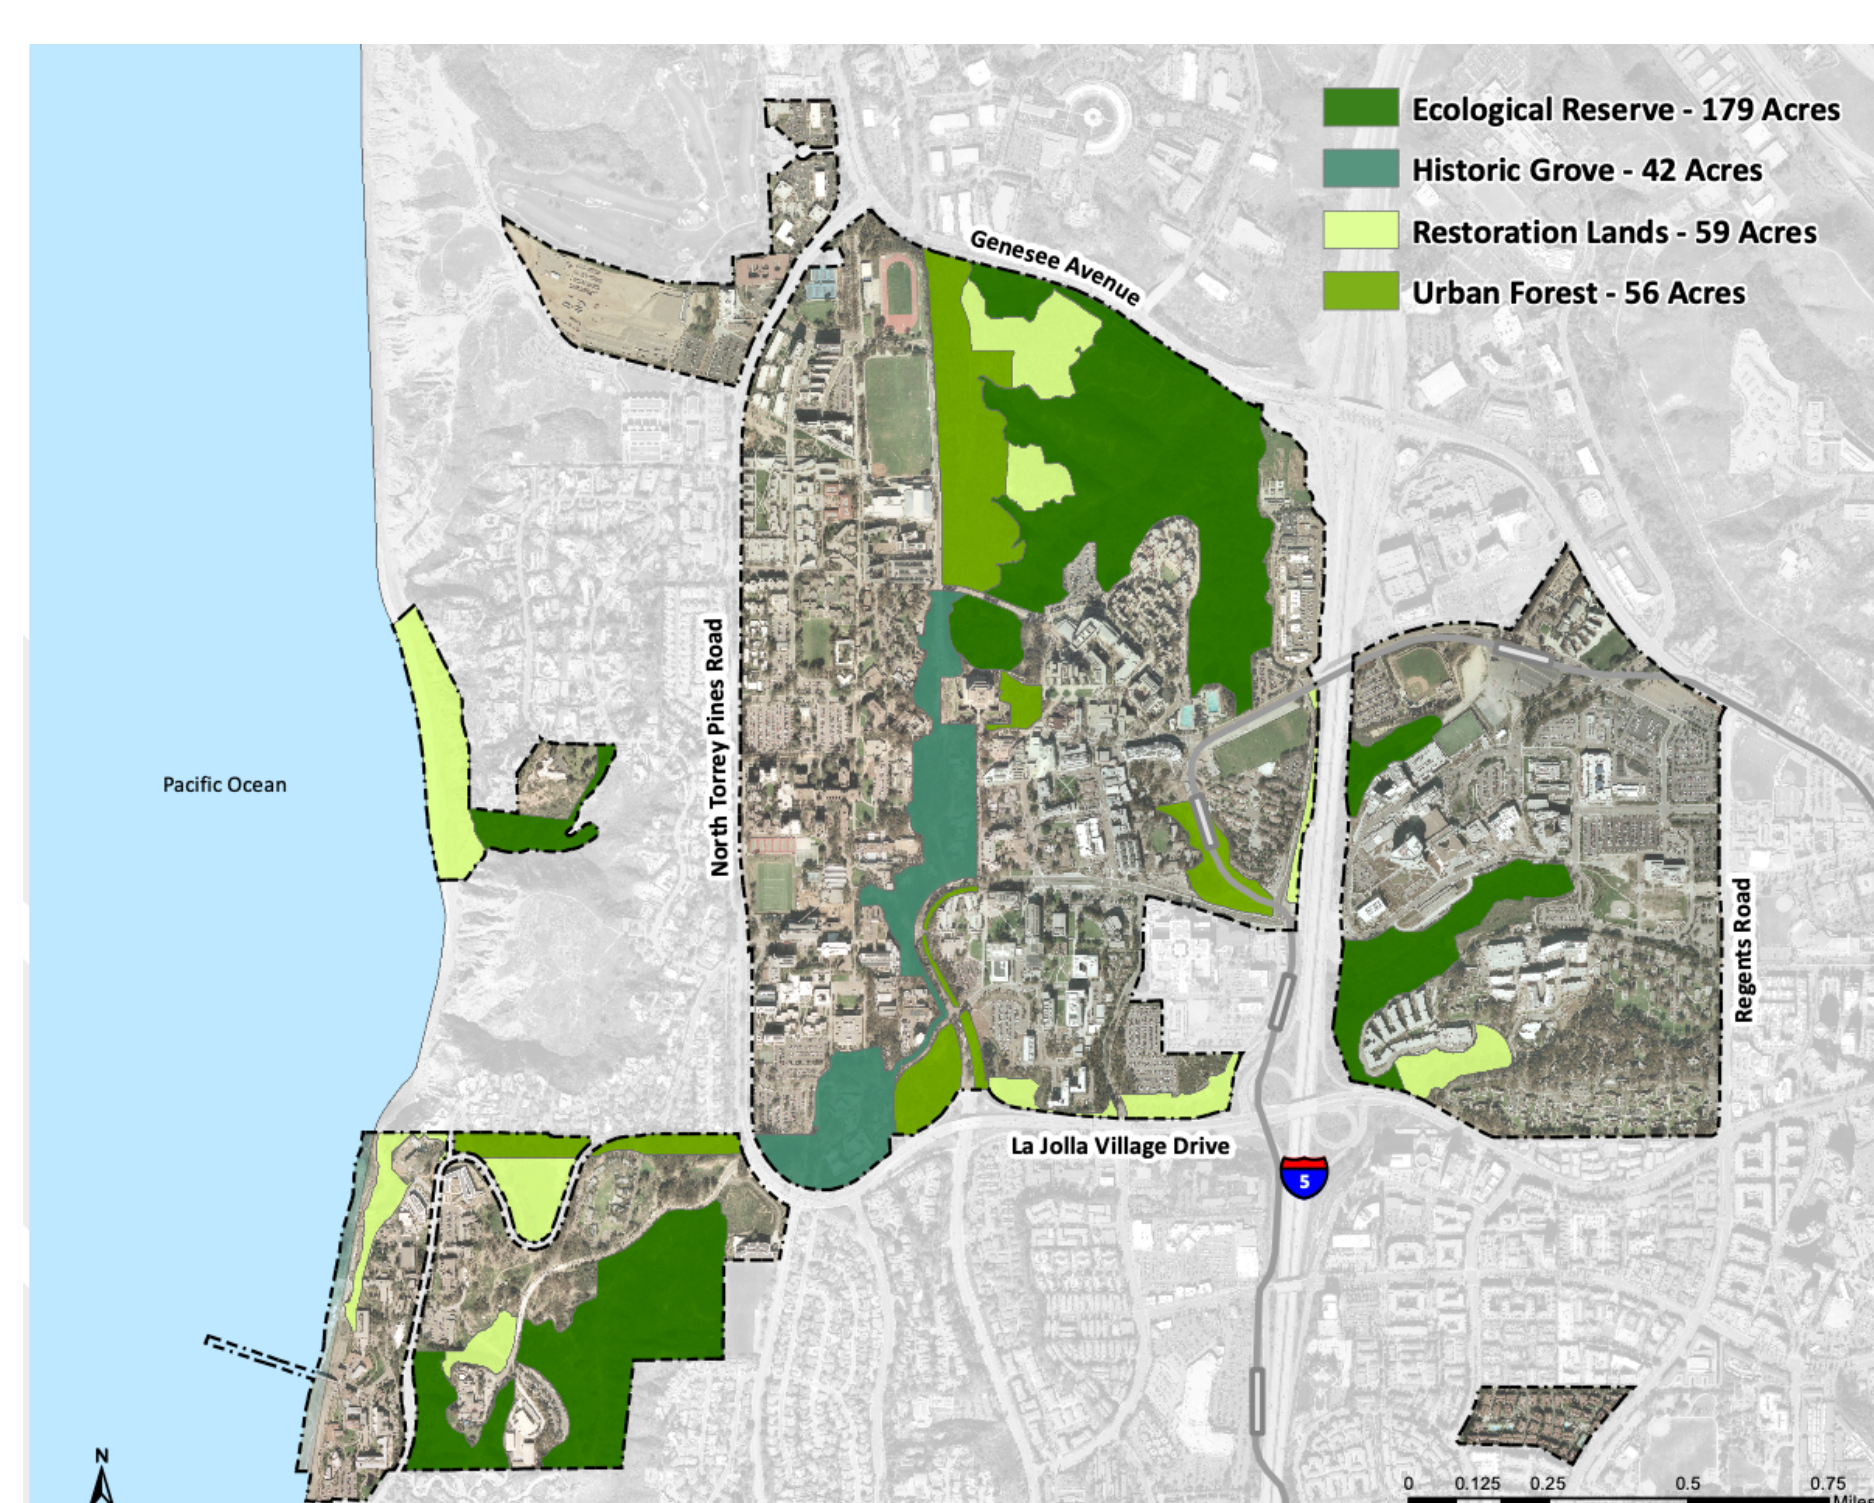 Ecological Reserve - 179 Acres
Historic Grove - 42 Acres
Restoration Lands - 59 Acres
Urban Forest - 56 Acres
Genesee Avenue
North Torrey Pines Road
Pacific Ocean
Regents Road
La Jolla Village Drive
5
N
0 0.125 0.25 0.5 0.75
Miles